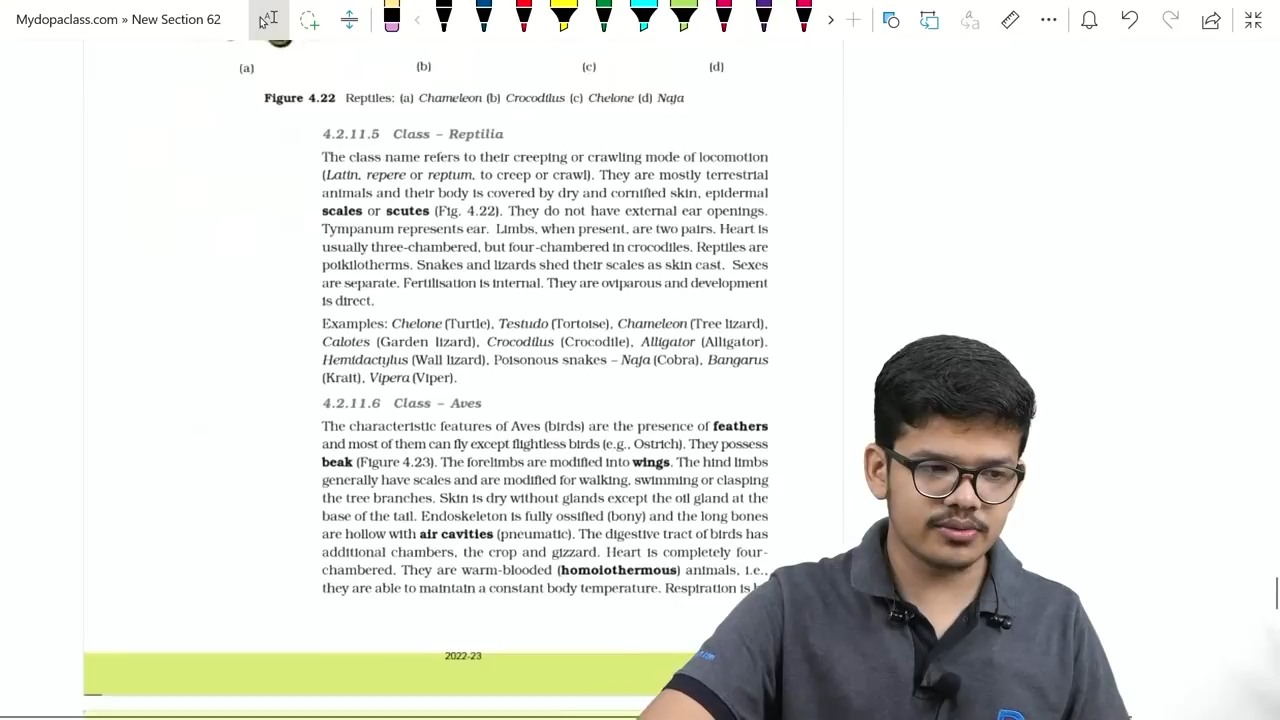 Mydopaclass.com » New Section 62
(a) (b) (c) (d)
Figure 4.22 Reptiles: (a) Chameleon (b) Crocodilus (c) Chelone (d) Naja
4.2.11.5 Class – Reptilia
The class name refers to their creeping or crawling mode of locomotion
(Latin, repere or reptum, to creep or crawl). They are mostly terrestrial
animals and their body is covered by dry and cornified skin, epidermal
scales or scutes (Fig. 4.22). They do not have external ear openings.
Tympanum represents ear. Limbs, when present, are two pairs. Heart is
usually three-chambered, but four-chambered in crocodiles. Reptiles are
poikilotherms. Snakes and lizards shed their scales as skin cast. Sexes
are separate. Fertilisation is internal. They are oviparous and development
is direct.
Examples: Chelone (Turtle), Testudo (Tortoise), Chameleon (Tree lizard),
Calotes (Garden lizard), Crocodilus (Crocodile), Alligator (Alligator).
Hemidactylus (Wall lizard), Poisonous snakes – Naja (Cobra), Bangarus
(Krait), Vipera (Viper).
4.2.11.6 Class – Aves
The characteristic features of Aves (birds) are the presence of feathers
and most of them can fly except flightless birds (e.g., Ostrich). They possess
beak (Figure 4.23). The forelimbs are modified into wings. The hind limbs
generally have scales and are modified for walking, swimming or clasping
the tree branches. Skin is dry without glands except the oil gland at the
base of the tail. Endoskeleton is fully ossified (bony) and the long bones
are hollow with air cavities (pneumatic). The digestive tract of birds has
additional chambers, the crop and gizzard. Heart is completely four-
chambered. They are warm-blooded (homoiothermous) animals, i.e.,
they are able to maintain a constant body temperature. Respiration is
2022-23